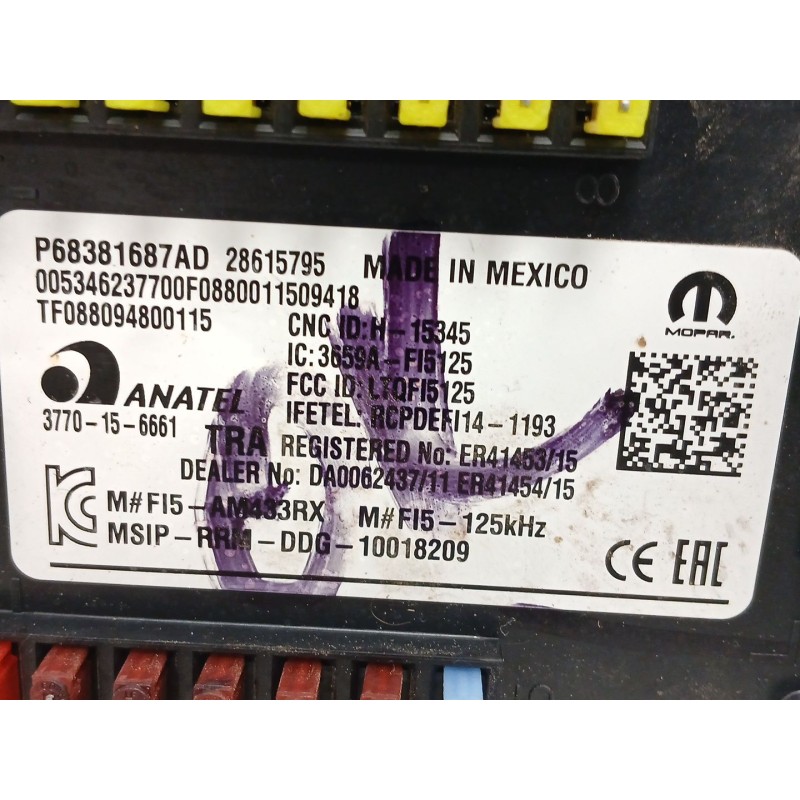 8
P68381687AD 28615795 MADE IN MEXICO
005346237700F0880011509418
TF088094800115
MOPAR.
CNC ID:H-15345
IC:3659A-FI5125
FCC ID: L7QFI5125
ANATEL
IFETEL. RCPDEFI14-1193
3770-15-6661
TRA REGISTERED No: ER41453/15
DEALER No: DA0062437/11 ER41454/15
M#FI5-AM433RX M#FI5-125kHz
MSIP-RRM-DDG-10018209
CE EAC